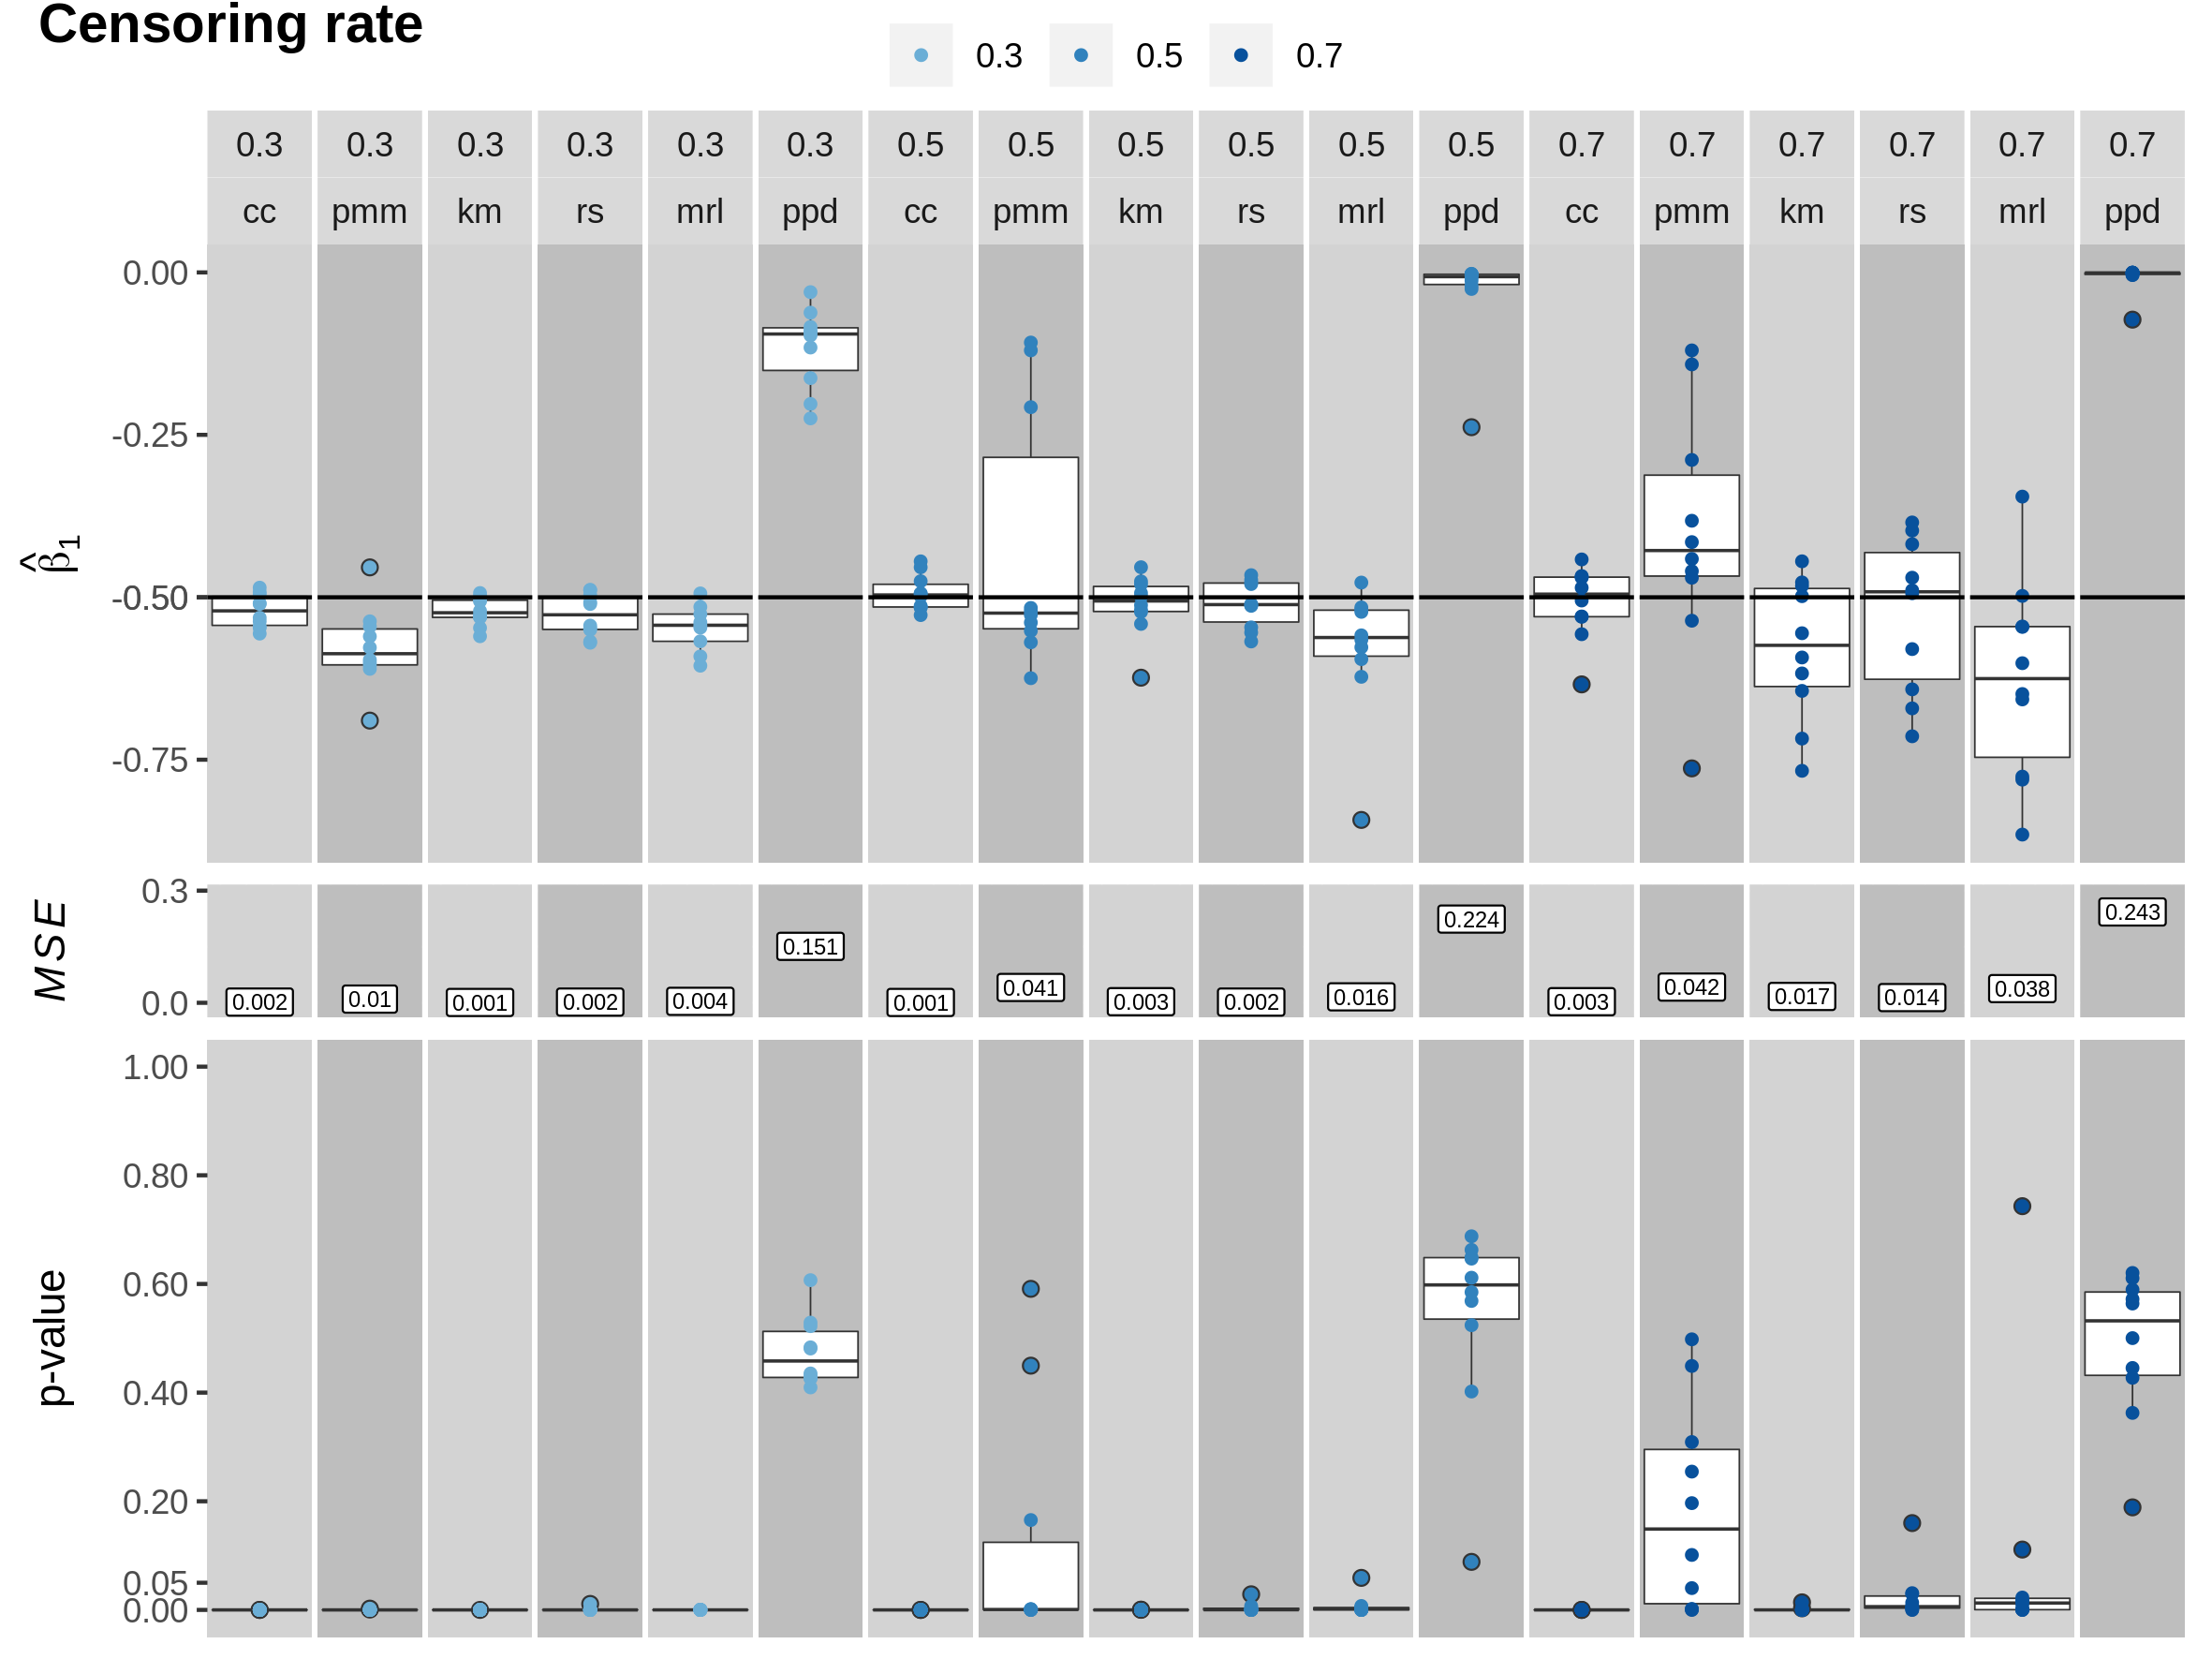 Censoring rate
0.3 0.5 0.7
0.3 0.3 0.3 0.3 0.3 0.3 0.5 0.5 0.5 0.5 0.5 0.5 0.7 0.7 0.7 0.7 0.7 0.7
cc pmm km rs mrl ppd cc pmm km rs mrl ppd cc pmm km rs mrl ppd
0.00
-0.25
-0.50
-0.75
β̂1
0.3
0.0
MSE
0.002 0.01 0.001 0.002 0.004 0.151 0.001 0.041 0.003 0.002 0.016 0.224 0.003 0.042 0.017 0.014 0.038 0.243
1.00
0.80
0.60
0.40
0.20
0.05
0.00
p-value